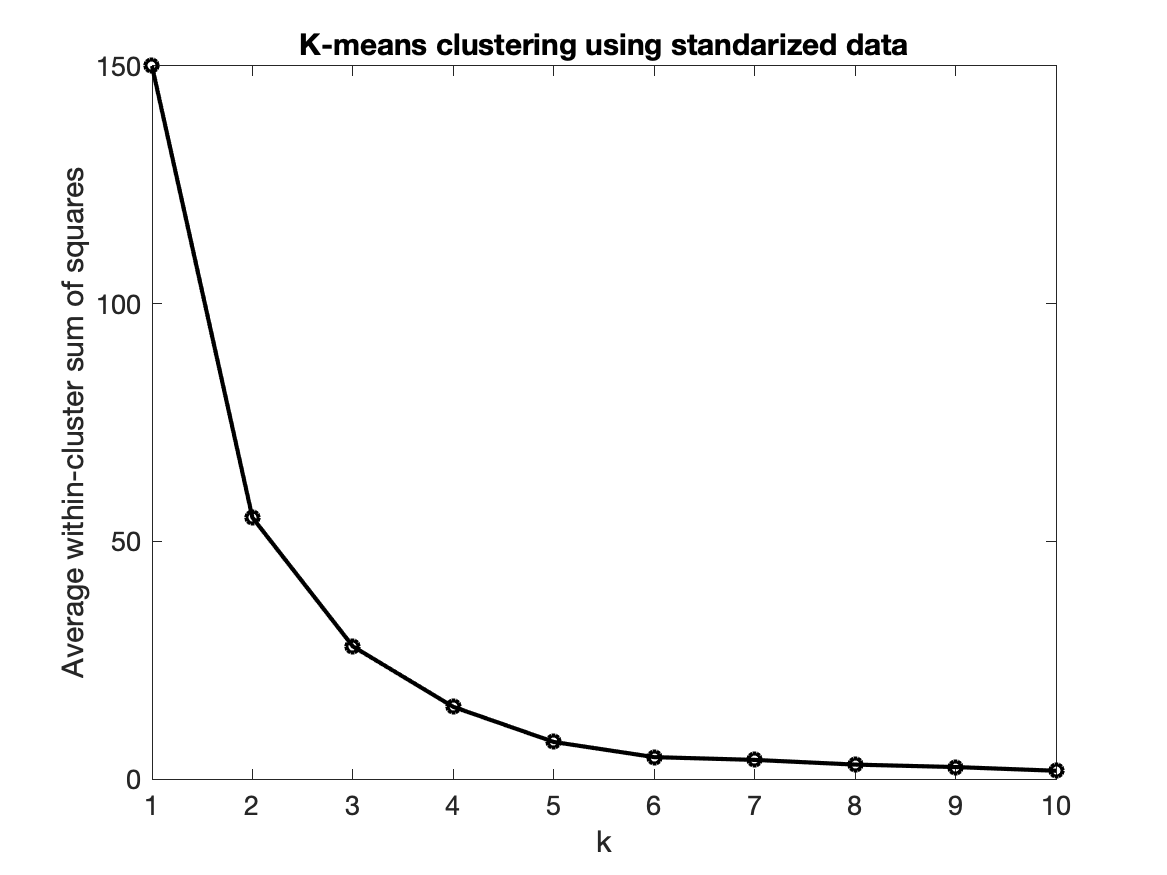 K-means clustering using standarized data
Average within-cluster sum of squares
150
100
50
0
1 2 3 4 5 6 7 8 9 10
k